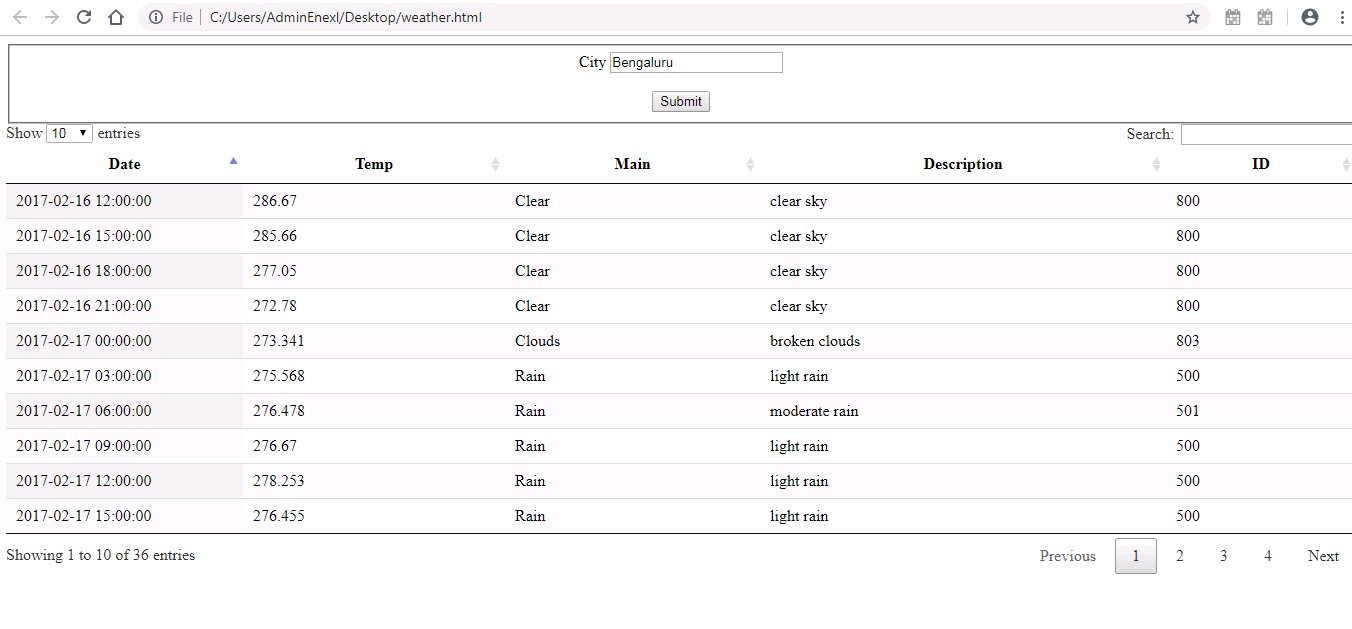 File C:/Users/AdminEnexl/Desktop/weather.html
City Bengaluru
Submit
Show 10 entries Search:
Date Temp Main Description ID
2017-02-16 12:00:00 286.67 Clear clear sky 800
2017-02-16 15:00:00 285.66 Clear clear sky 800
2017-02-16 18:00:00 277.05 Clear clear sky 800
2017-02-16 21:00:00 272.78 Clear clear sky 800
2017-02-17 00:00:00 273.341 Clouds broken clouds 803
2017-02-17 03:00:00 275.568 Rain light rain 500
2017-02-17 06:00:00 276.478 Rain moderate rain 501
2017-02-17 09:00:00 276.67 Rain light rain 500
2017-02-17 12:00:00 278.253 Rain light rain 500
2017-02-17 15:00:00 276.455 Rain light rain 500
Showing 1 to 10 of 36 entries Previous 1 2 3 4 Next